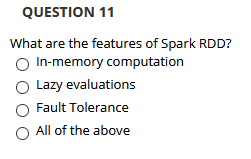 QUESTION 11
What are the features of Spark RDD?
In-memory computation
Lazy evaluations
Fault Tolerance
All of the above